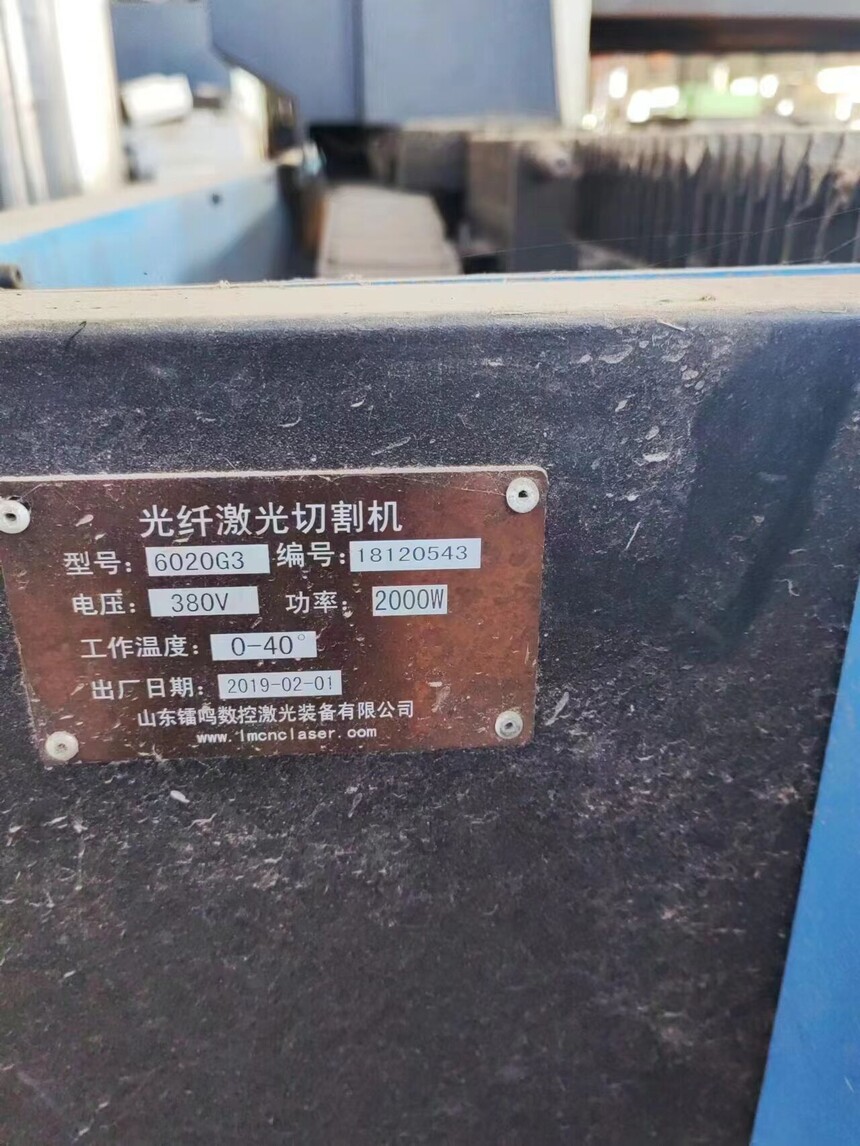 光纤激光切割机
型号：6020G3 编号：18120543
电压：380V 功率：2000W
工作温度：0-40°
出厂日期：2019-02-01
山东镭鸣数控激光装备有限公司
www.lmcnclaser.com